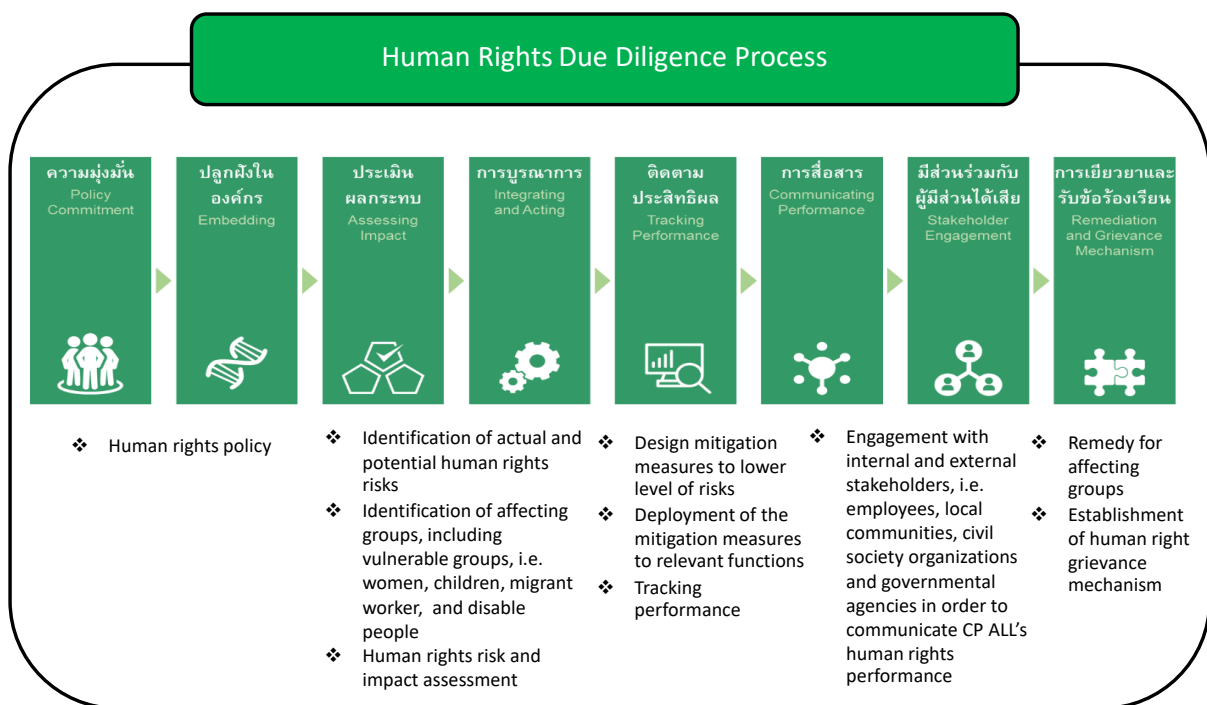 Human Rights Due Diligence Process
ความมุ่งมั่น
Policy
Commitment
ปลูกฝังใน
องค์กร
Embedding
ประเมิน
ผลกระทบ
Assessing
Impact
การบูรณาการ
Integrating
and Acting
ติดตาม
ประสิทธิผล
Tracking
Performance
การสื่อสาร
Communicating
Performance
มีส่วนร่วมกับ
ผู้มีส่วนได้เสีย
Stakeholder
Engagement
การเยียวยาและ
รับข้อร้องเรียน
Remediation
and Grievance
Mechanism
❖ Human rights policy
❖ Identification of actual and
potential human rights
risks
❖ Identification of affecting
groups, including
vulnerable groups, i.e.
women, children, migrant
worker, and disable
people
❖ Human rights risk and
impact assessment
❖ Design mitigation
measures to lower
level of risks
❖ Deployment of the
mitigation measures
to relevant functions
❖ Tracking
performance
❖ Engagement with
internal and external
stakeholders, i.e.
employees, local
communities, civil
society organizations
and governmental
agencies in order to
communicate CP ALL's
human rights
performance
❖ Remedy for
affecting
groups
❖ Establishment
of human right
grievance
mechanism